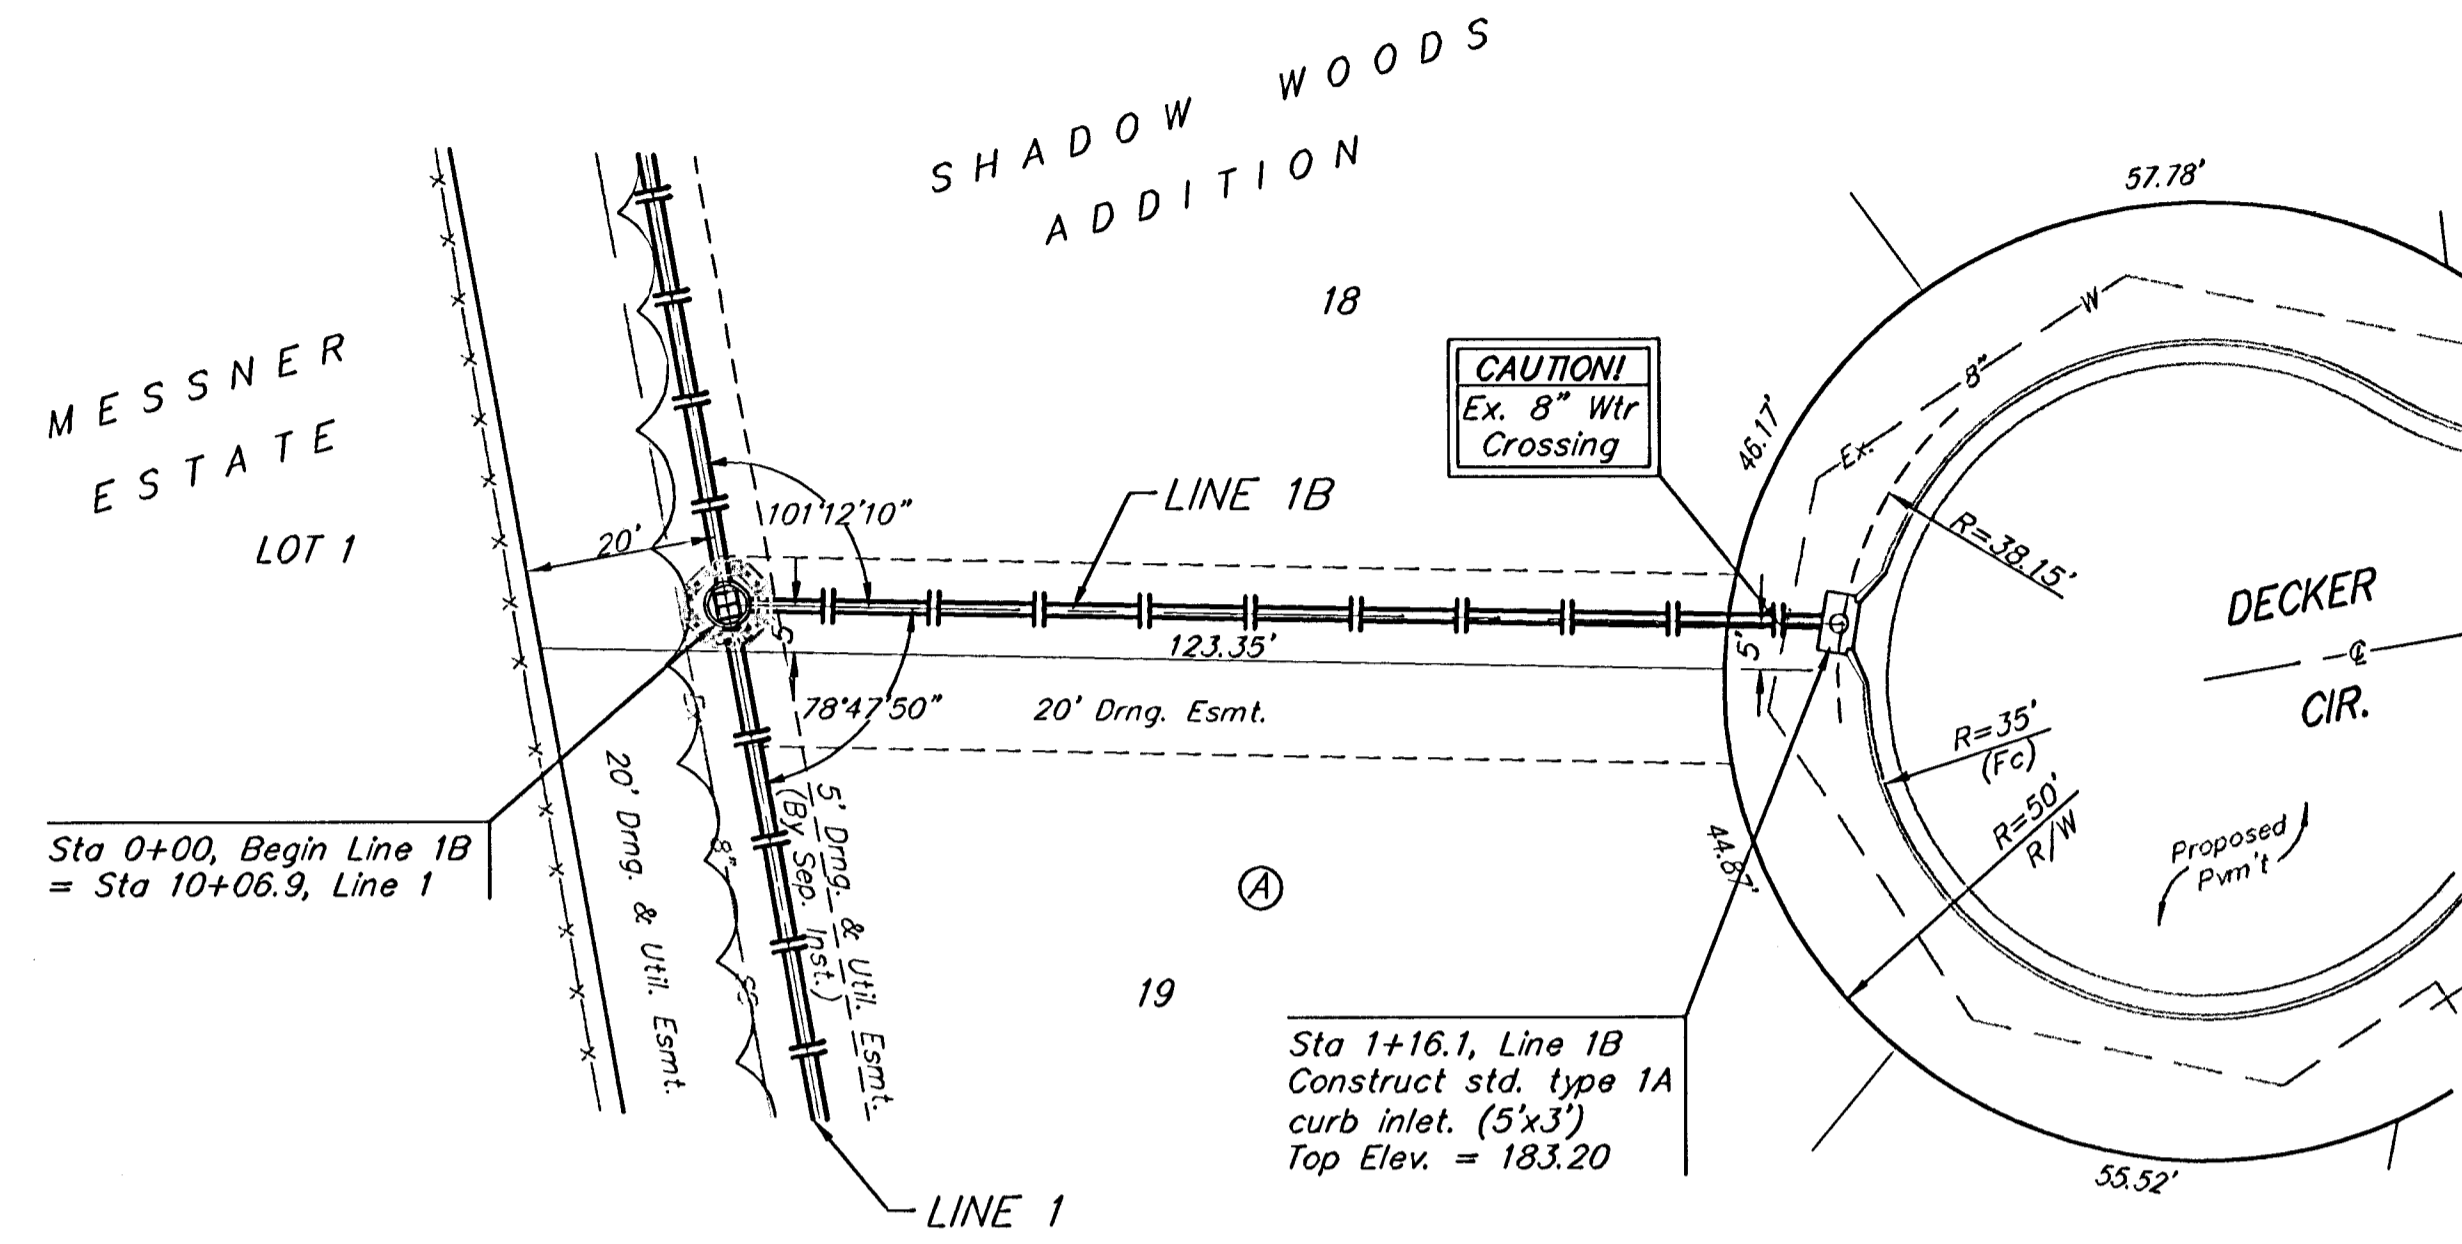 SHADOW WOODS
ADDITION
57.78'
18
W
8"
Ex.
MESSNER
ESTATE
LOT 1
CAUTION!
Ex. 8" Wtr
Crossing
46.17'
LINE 1B
101°12'10"
20'
R=38.15'
DECKER
℄
CIR.
5'
123.35'
5'
78°47'50"
20' Drng. Esmt.
R=35'
(Fc)
R=50'
R/W
Proposed
Pvm't
44.87'
Sta 0+00, Begin Line 1B
= Sta 10+06.9, Line 1
20' Drng. & Util. Esmt.
Ex.
8"
SS
5' Drng. & Util. Esmt.
(By Sep. Inst.)
A
19
Sta 1+16.1, Line 1B
Construct std. type 1A
curb inlet. (5'x3')
Top Elev. = 183.20
55.52'
LINE 1